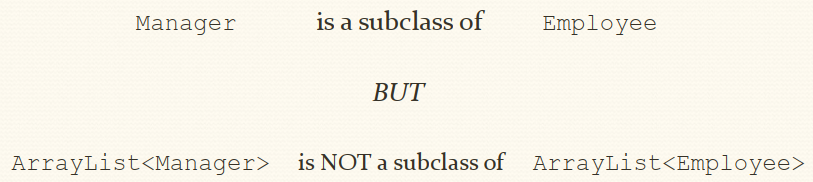 Manager is a subclass of Employee
BUT
ArrayList<Manager> is NOT a subclass of ArrayList<Employee>